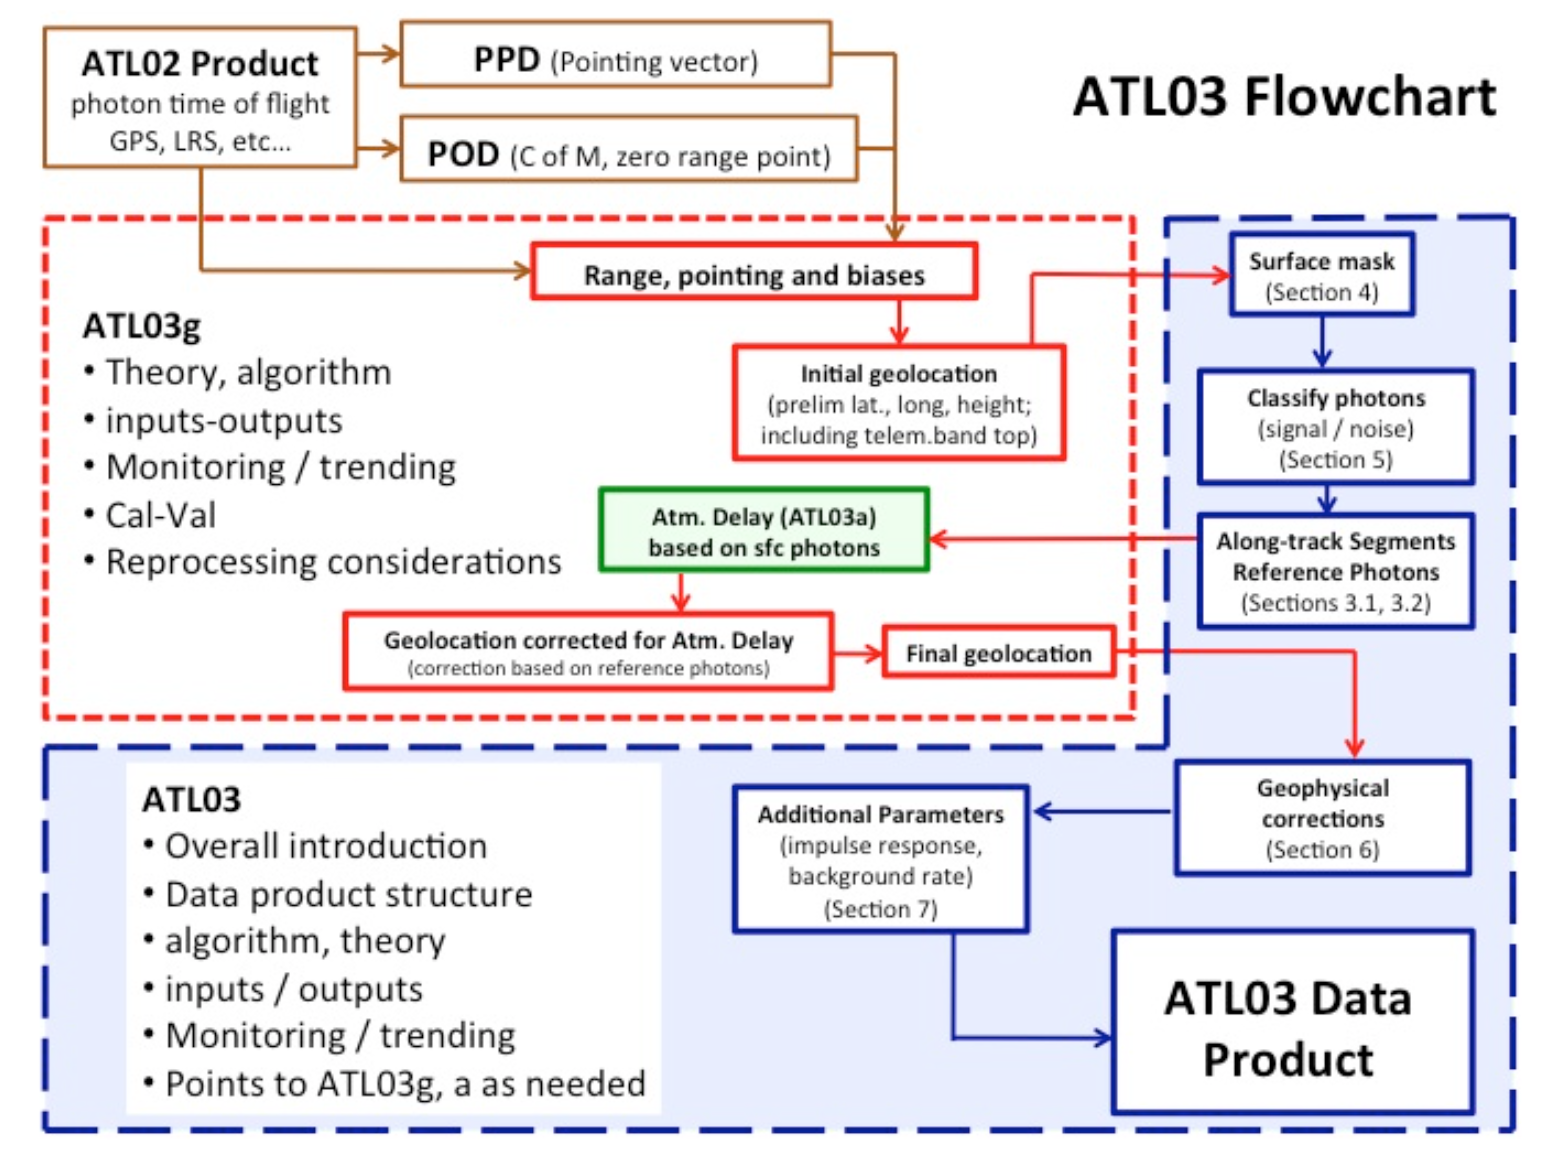 ATL03 Flowchart
ATL02 Product
photon time of flight
GPS, LRS, etc...
PPD (Pointing vector)
POD (C of M, zero range point)
Range, pointing and biases
ATL03g
• Theory, algorithm
• inputs-outputs
• Monitoring / trending
• Cal-Val
• Reprocessing considerations
Initial geolocation
(prelim lat., long, height;
including telem.band top)
Surface mask
(Section 4)
Classify photons
(signal / noise)
(Section 5)
Along-track Segments
Reference Photons
(Sections 3.1, 3.2)
Atm. Delay (ATL03a)
based on sfc photons
Geolocation corrected for Atm. Delay
(correction based on reference photons)
Final geolocation
Geophysical
corrections
(Section 6)
Additional Parameters
(impulse response,
background rate)
(Section 7)
ATL03 Data
Product
ATL03
• Overall introduction
• Data product structure
• algorithm, theory
• inputs / outputs
• Monitoring / trending
• Points to ATL03g, a as needed